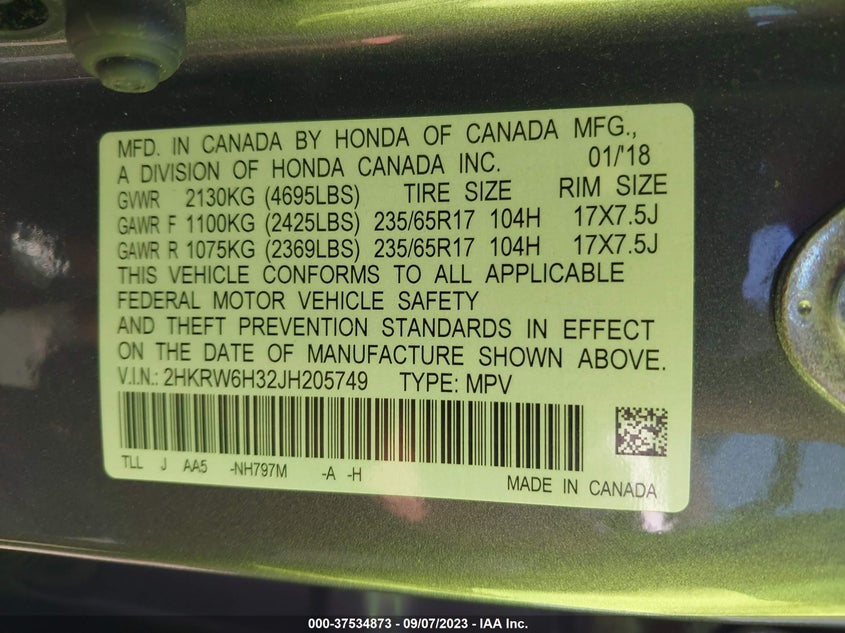 MFD. IN CANADA BY HONDA OF CANADA MFG.,
A DIVISION OF HONDA CANADA INC. 01/'18
GVWR 2130KG (4695LBS) TIRE SIZE RIM SIZE
GAWR F 1100KG (2425LBS) 235/65R17 104H 17X7.5J
GAWR R 1075KG (2369LBS) 235/65R17 104H 17X7.5J
THIS VEHICLE CONFORMS TO ALL APPLICABLE
FEDERAL MOTOR VEHICLE SAFETY
AND THEFT PREVENTION STANDARDS IN EFFECT
ON THE DATE OF MANUFACTURE SHOWN ABOVE.
V.I.N.: 2HKRW6H32JH205749 TYPE: MPV
TLL J AA5 -NH797M -A -H
MADE IN CANADA
000-37534873 - 09/07/2023 - IAA Inc.